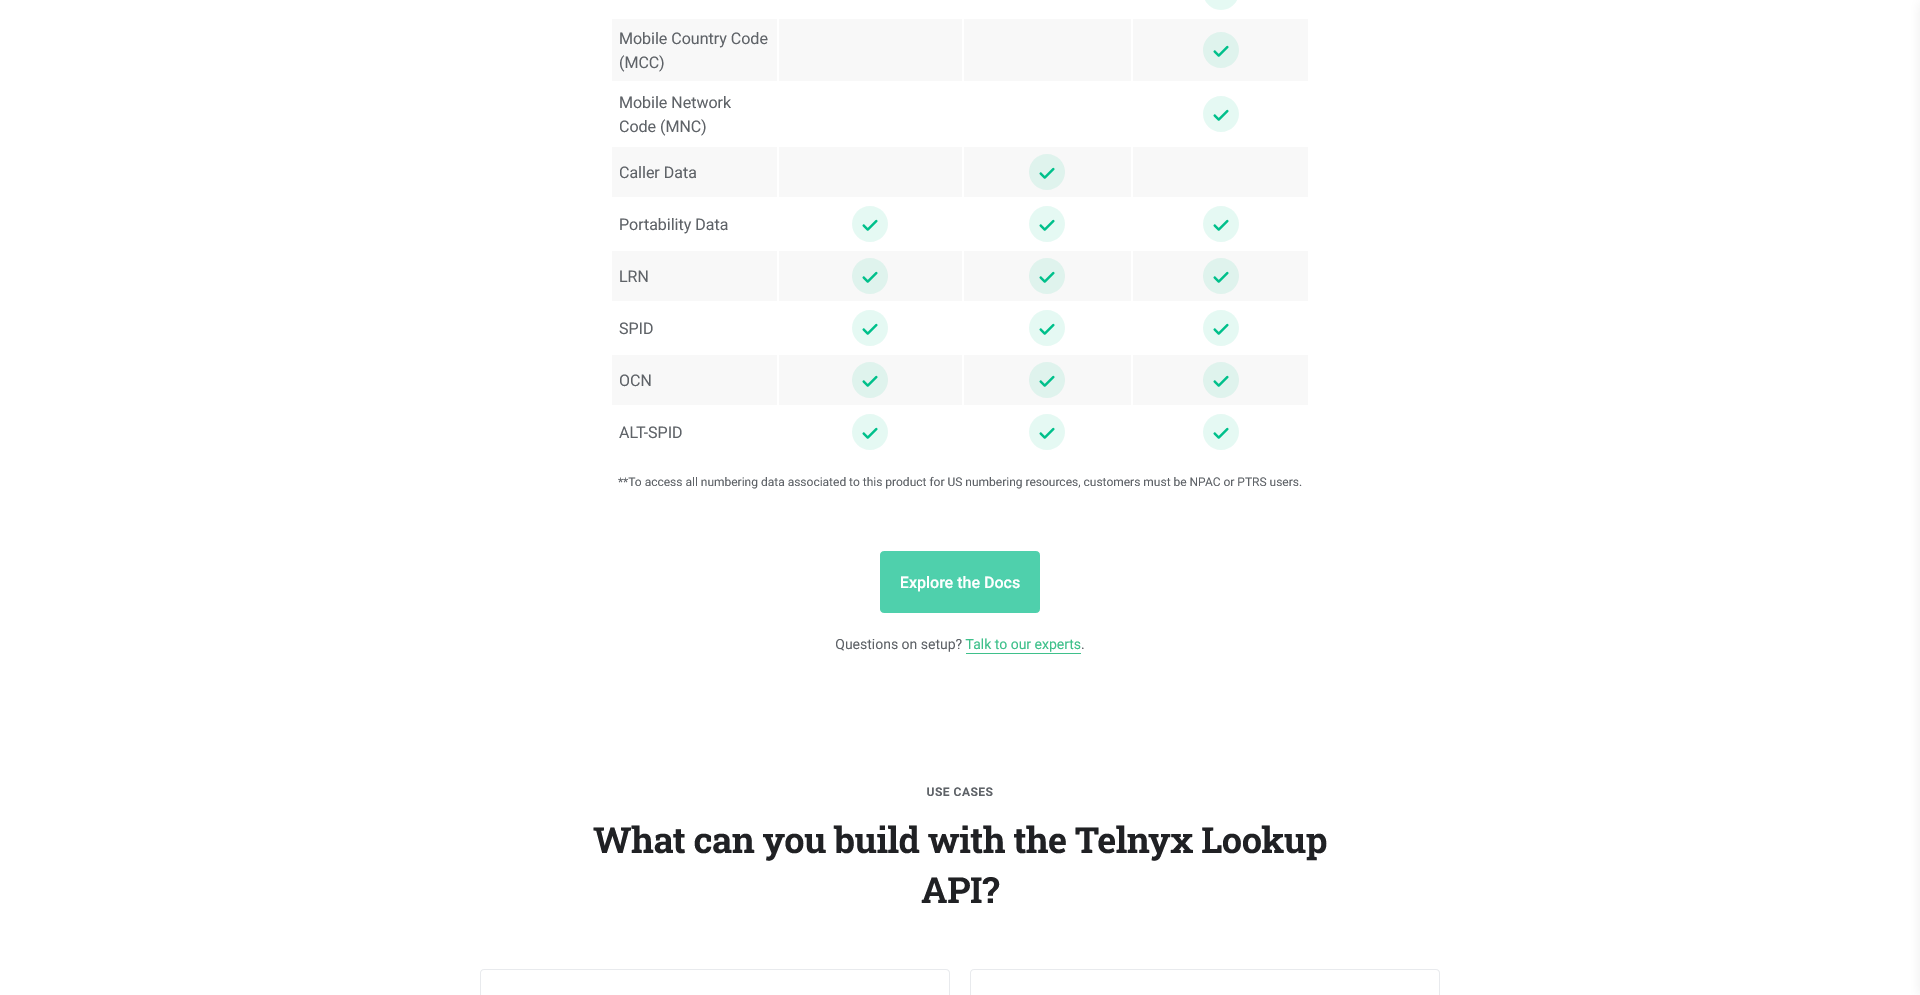 Mobile Country Code
(MCC)
Mobile Network
Code (MNC)
Caller Data
Portability Data
LRN
SPID
OCN
ALT-SPID
**To access all numbering data associated to this product for US numbering resources, customers must be NPAC or PTRS users.
Explore the Docs
Questions on setup? Talk to our experts.
USE CASES
What can you build with the Telnyx Lookup
API?